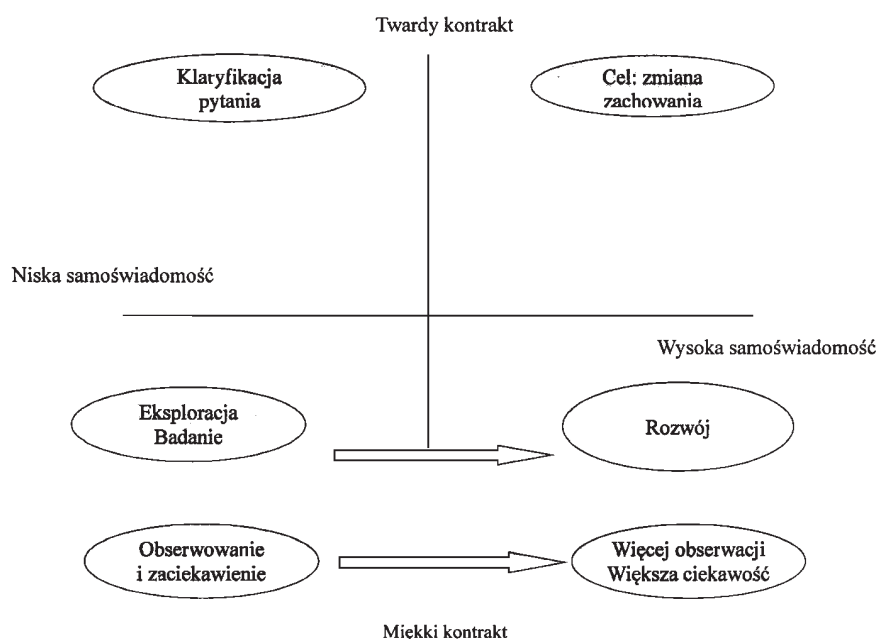 Twardy kontrakt
Klaryfikacja
pytania
Cel: zmiana
zachowania
Niska samoświadomość
Wysoka samoświadomość
Eksploracja
Badanie
Rozwój
Obserwowanie
i zaciekawienie
Więcej obserwacji
Większa ciekawość
Miękki kontrakt